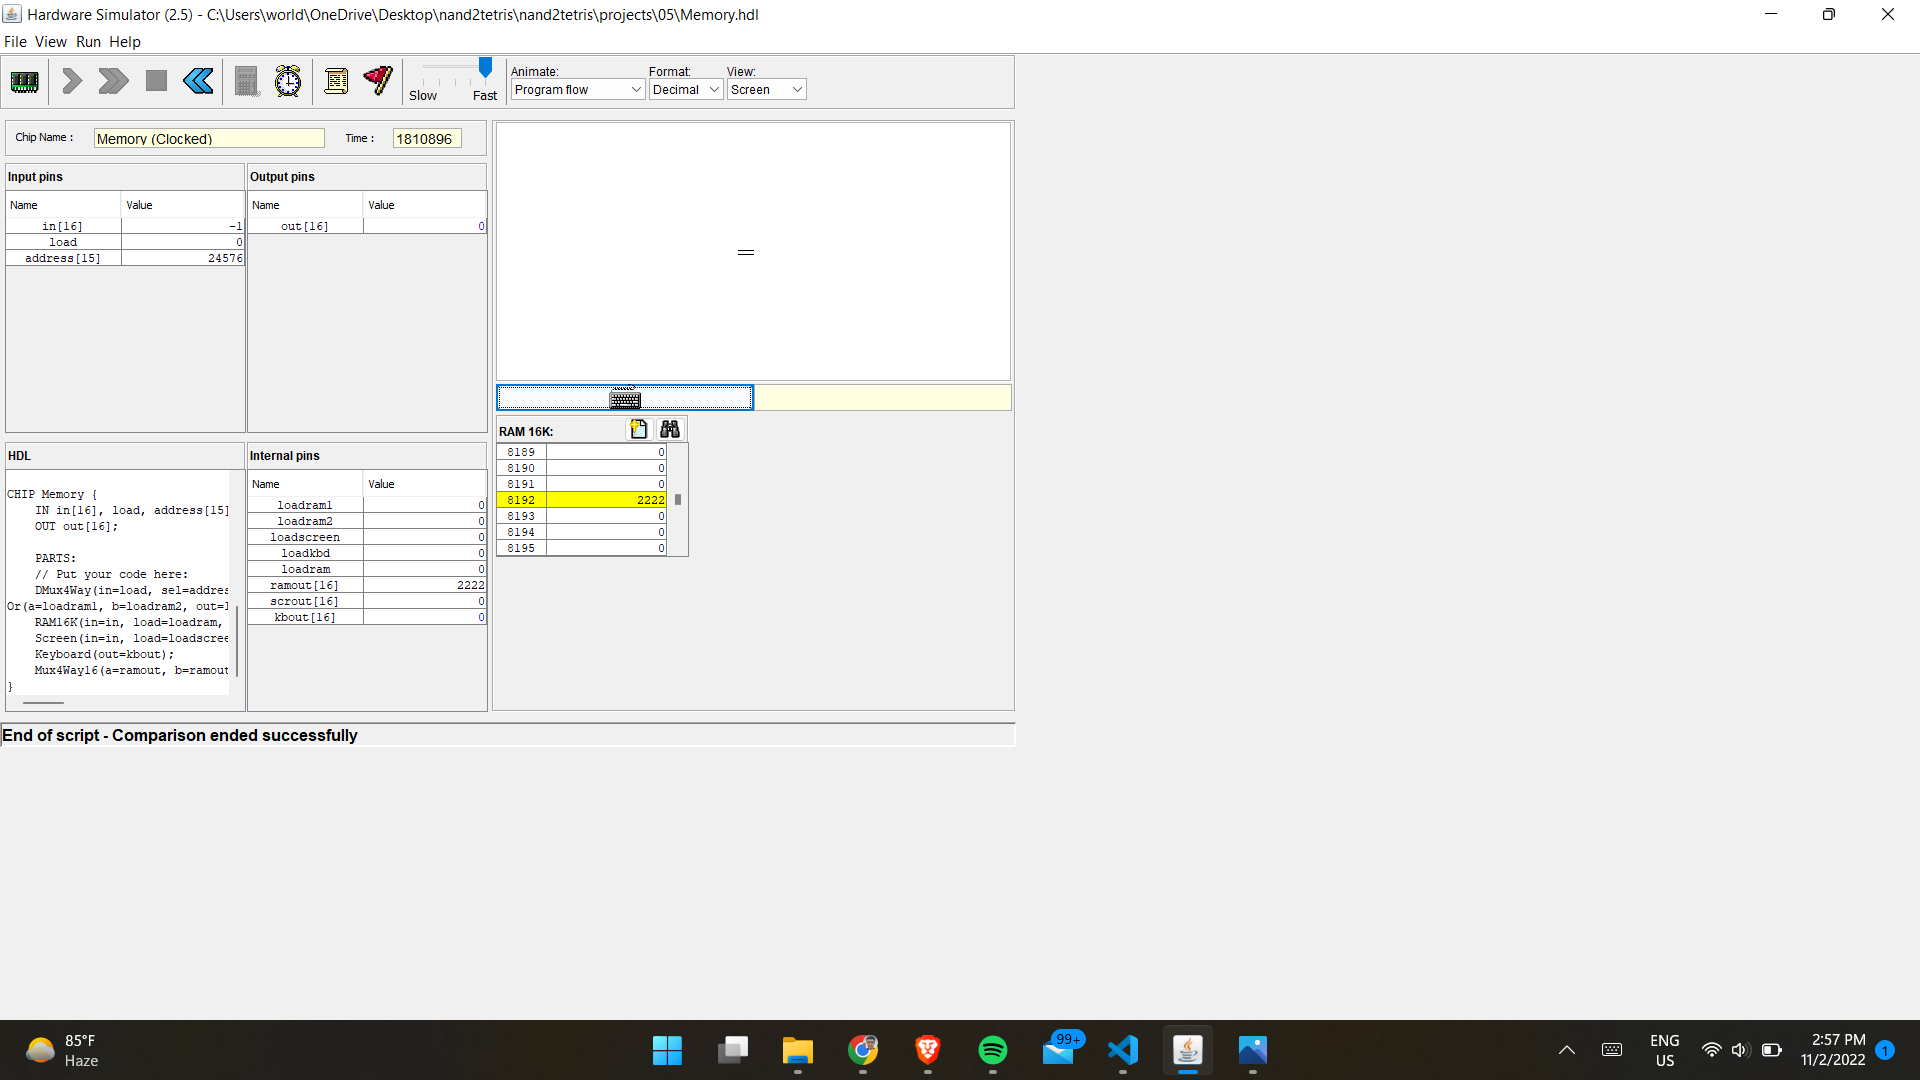 Hardware Simulator (2.5) - C:\Users\world\OneDrive\Desktop\nand2tetris\nand2tetris\projects\05\Memory.hdl
File View Run Help
Slow Fast
Animate: Format: View:
Program flow Decimal Screen
Chip Name : Memory (Clocked) Time : 1810896
Input pins
Name Value
in[16] -1
load 0
address[15] 24576
Output pins
Name Value
out[16] 0
HDL
CHIP Memory {
IN in[16], load, address[15]
OUT out[16];
PARTS:
// Put your code here:
DMux4Way(in=load, sel=addres
Or(a=loadram1, b=loadram2, out=l
RAM16K(in=in, load=loadram,
Screen(in=in, load=loadscree
Keyboard(out=kbout);
Mux4Way16(a=ramout, b=ramout
}
Internal pins
Name Value
loadram1 0
loadram2 0
loadscreen 0
loadkbd 0
loadram 0
ramout[16] 2222
scrout[16] 0
kbout[16] 0
RAM 16K:
8189 0
8190 0
8191 0
8192 2222
8193 0
8194 0
8195 0
End of script - Comparison ended successfully
85°F
Haze
99+
ENG
US
2:57 PM
11/2/2022
1